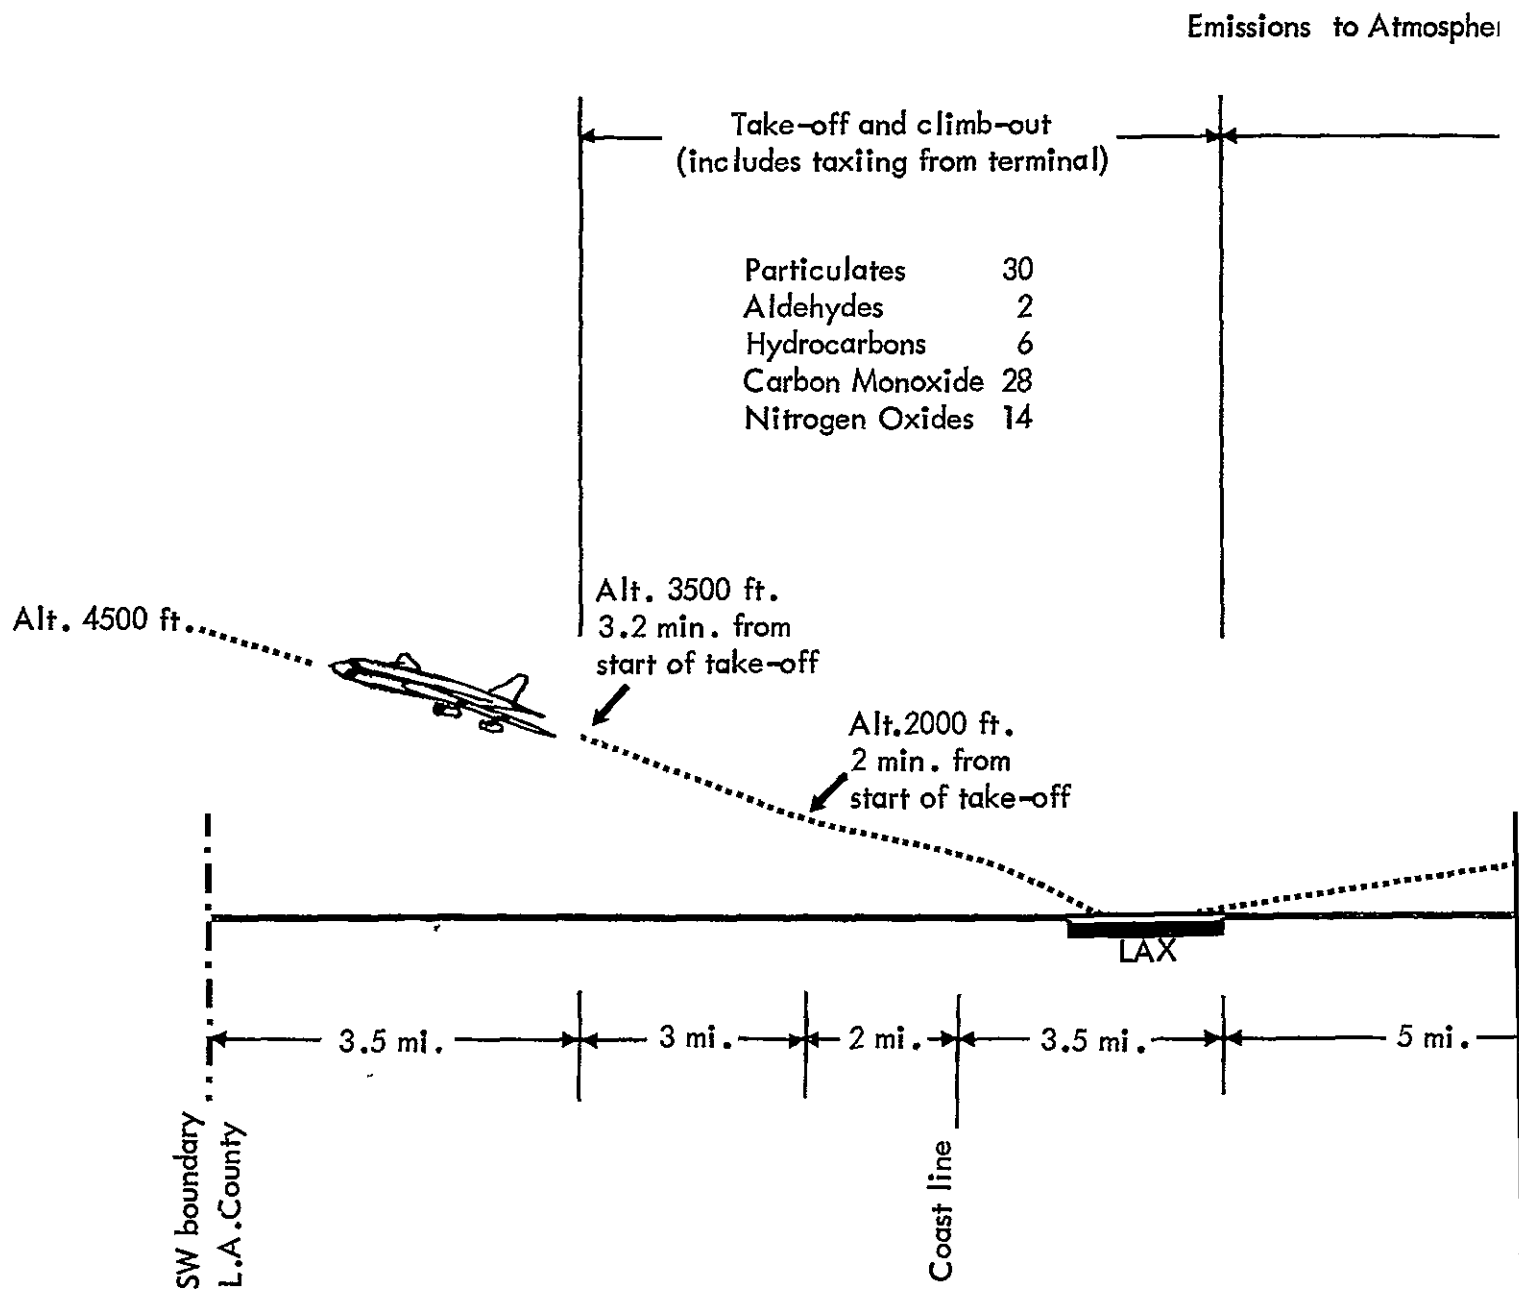 Emissions to Atmospher
Take-off and climb-out
(includes taxiing from terminal)
Particulates 30
Aldehydes 2
Hydrocarbons 6
Carbon Monoxide 28
Nitrogen Oxides 14
Alt. 3500 ft.
3.2 min. from
start of take-off
Alt. 4500 ft.
Alt.2000 ft.
2 min. from
start of take-off
LAX
3.5 mi.
3 mi.
2 mi.
3.5 mi.
5 mi.
SW boundary
L.A.County
Coast line